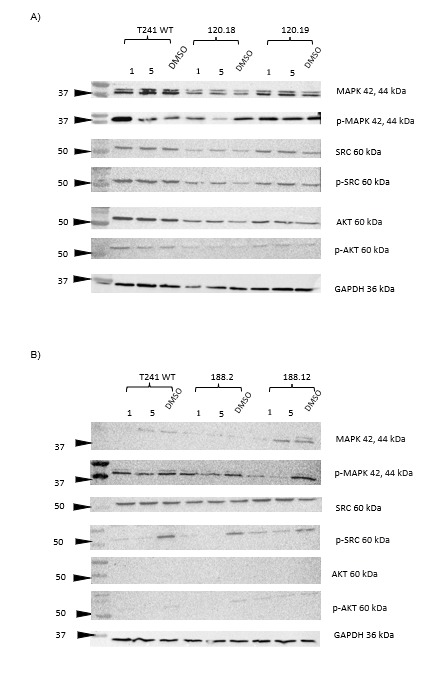 A)
T241 WT 120.18 120.19
1 5 DMSO 1 5 DMSO 1 5 DMSO
37 MAPK 42, 44 kDa
37 p-MAPK 42, 44 kDa
50 SRC 60 kDa
50 p-SRC 60 kDa
50 AKT 60 kDa
50 p-AKT 60 kDa
37 GAPDH 36 kDa
B)
T241 WT 188.2 188.12
1 5 DMSO 1 5 DMSO 1 5 DMSO
37 MAPK 42, 44 kDa
37 p-MAPK 42, 44 kDa
50 SRC 60 kDa
50 p-SRC 60 kDa
50 AKT 60 kDa
50 p-AKT 60 kDa
37 GAPDH 36 kDa